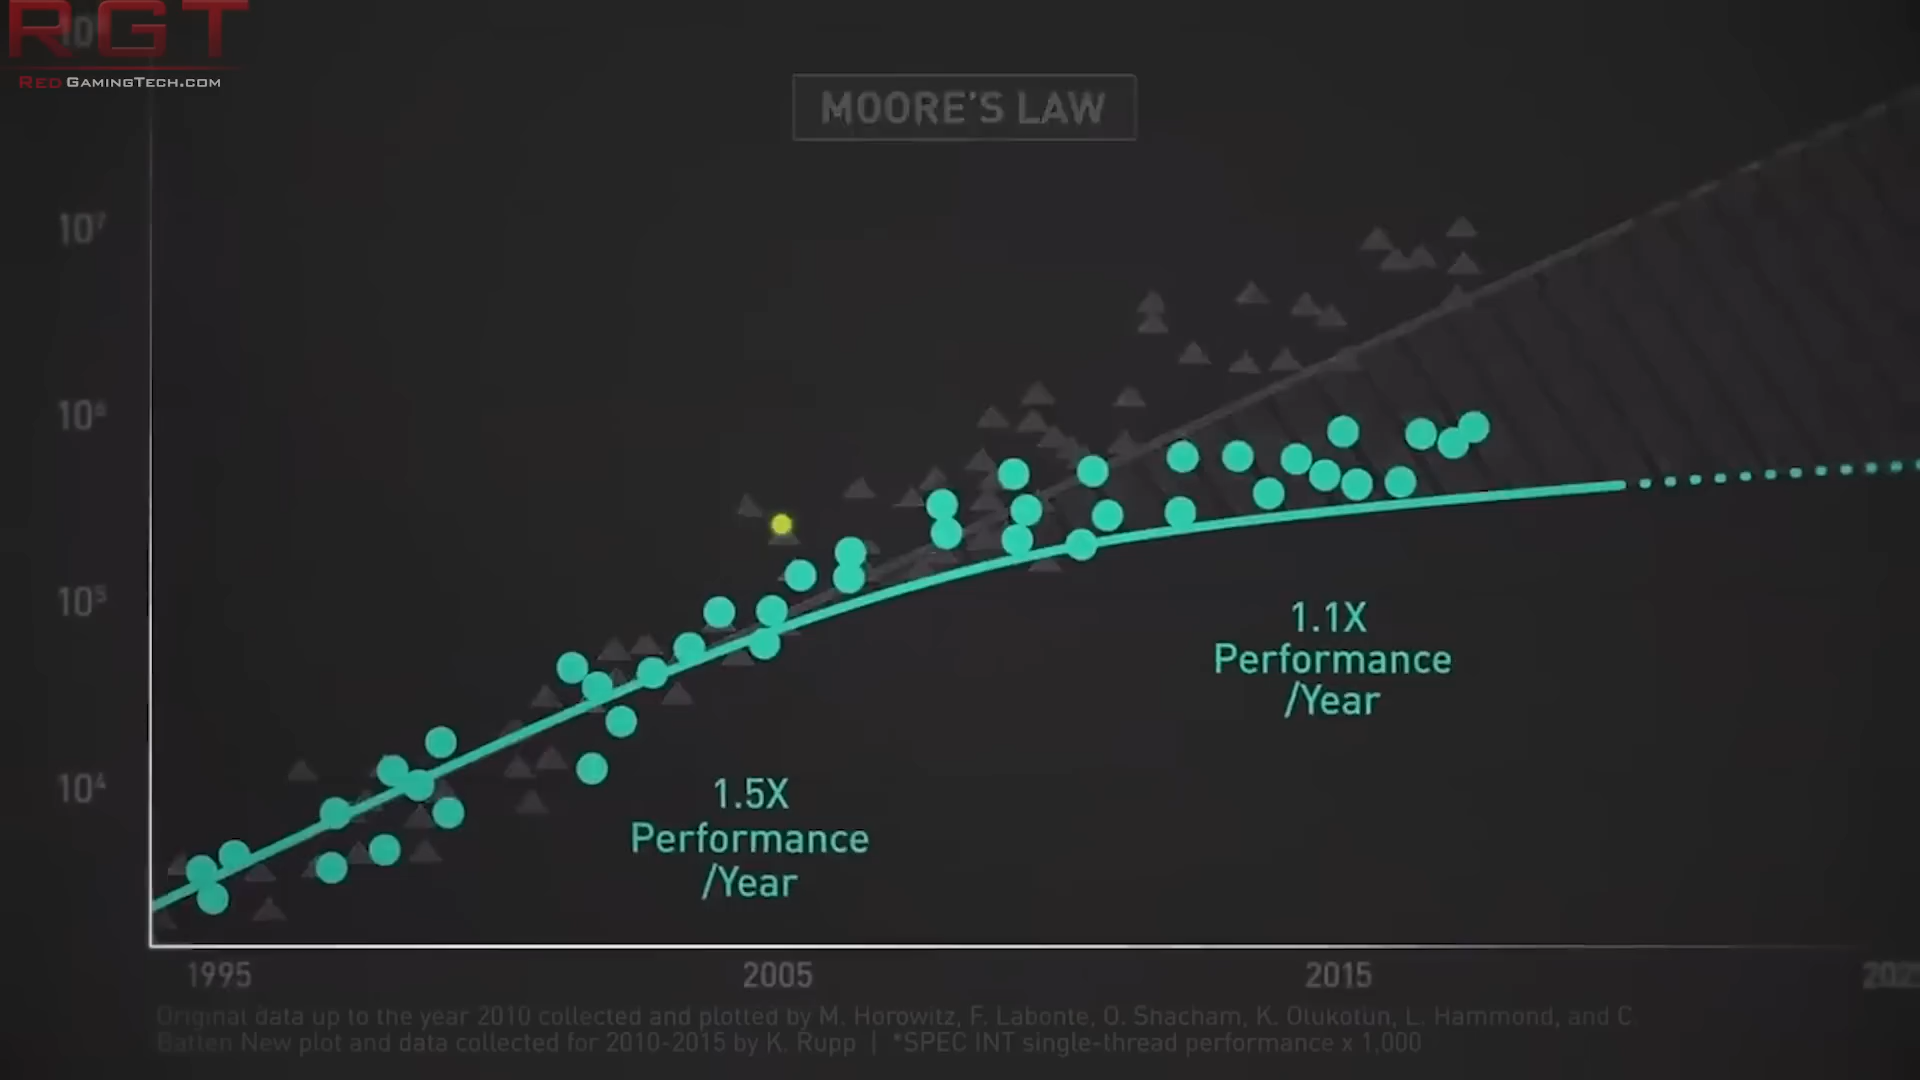 RGT
RED GAMINGTECH.COM
MOORE'S LAW
10⁷
10⁶
10⁵
10⁴
1.1X
Performance
/Year
1.5X
Performance
/Year
1995
2005
2015
Original data up to the year 2010 collected and plotted by M. Horowitz, F. Labonte, O. Shacham, K. Olukotun, L. Hammond, and C.
Batten New plot and data collected for 2010-2015 by K. Rupp | *SPEC INT single-thread performance x 1,000